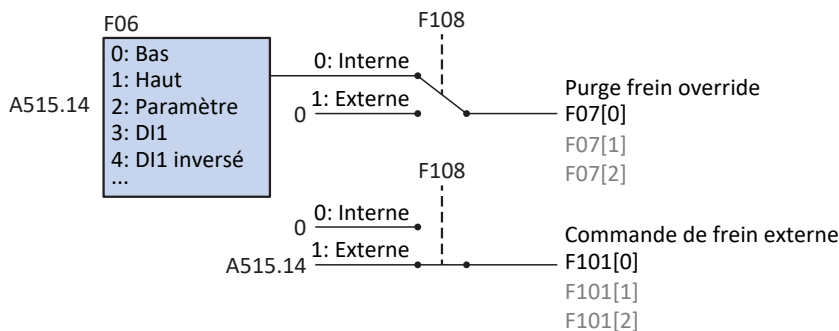 F06
F108
0: Bas
1: Haut
2: Paramètre
3: DI1
4: DI1 inversé
...
A515.14
0: Interne
1: Externe
0
Purge frein override
F07[0]
F07[1]
F07[2]
F108
0: Interne
0
1: Externe
A515.14
Commande de frein externe
F101[0]
F101[1]
F101[2]